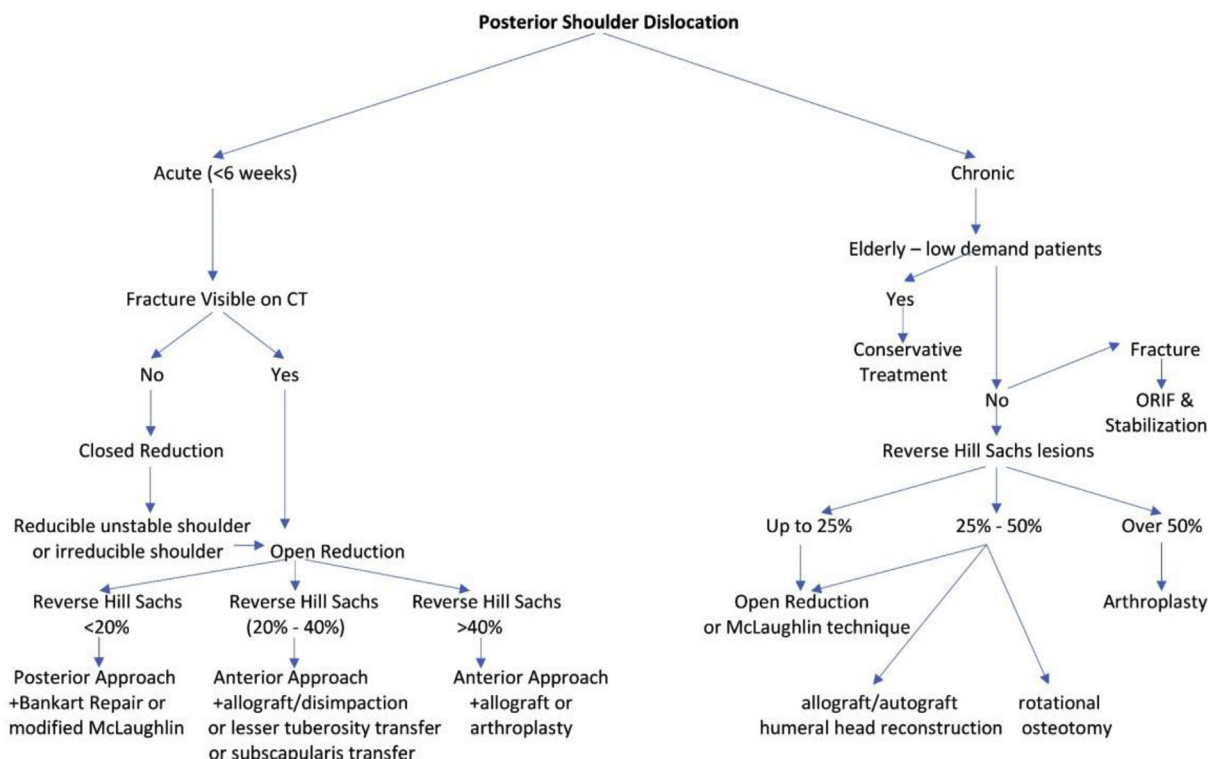 Posterior Shoulder Dislocation
Acute (<6 weeks)
Chronic
Elderly – low demand patients
Fracture Visible on CT
Yes
Conservative
Treatment
Fracture
No
Yes
No
ORIF &
Stabilization
Closed Reduction
Reverse Hill Sachs lesions
Reducible unstable shoulder
or irreducible shoulder
Open Reduction
Up to 25%
25% - 50%
Over 50%
Reverse Hill Sachs
<20%
Reverse Hill Sachs
(20% - 40%)
Reverse Hill Sachs
>40%
Open Reduction
or McLaughlin technique
Arthroplasty
Posterior Approach
+Bankart Repair or
modified McLaughlin
Anterior Approach
+allograft/disimpaction
or lesser tuberosity transfer
or subscapularis transfer
Anterior Approach
+allograft or
arthroplasty
allograft/autograft
humeral head reconstruction
rotational
osteotomy